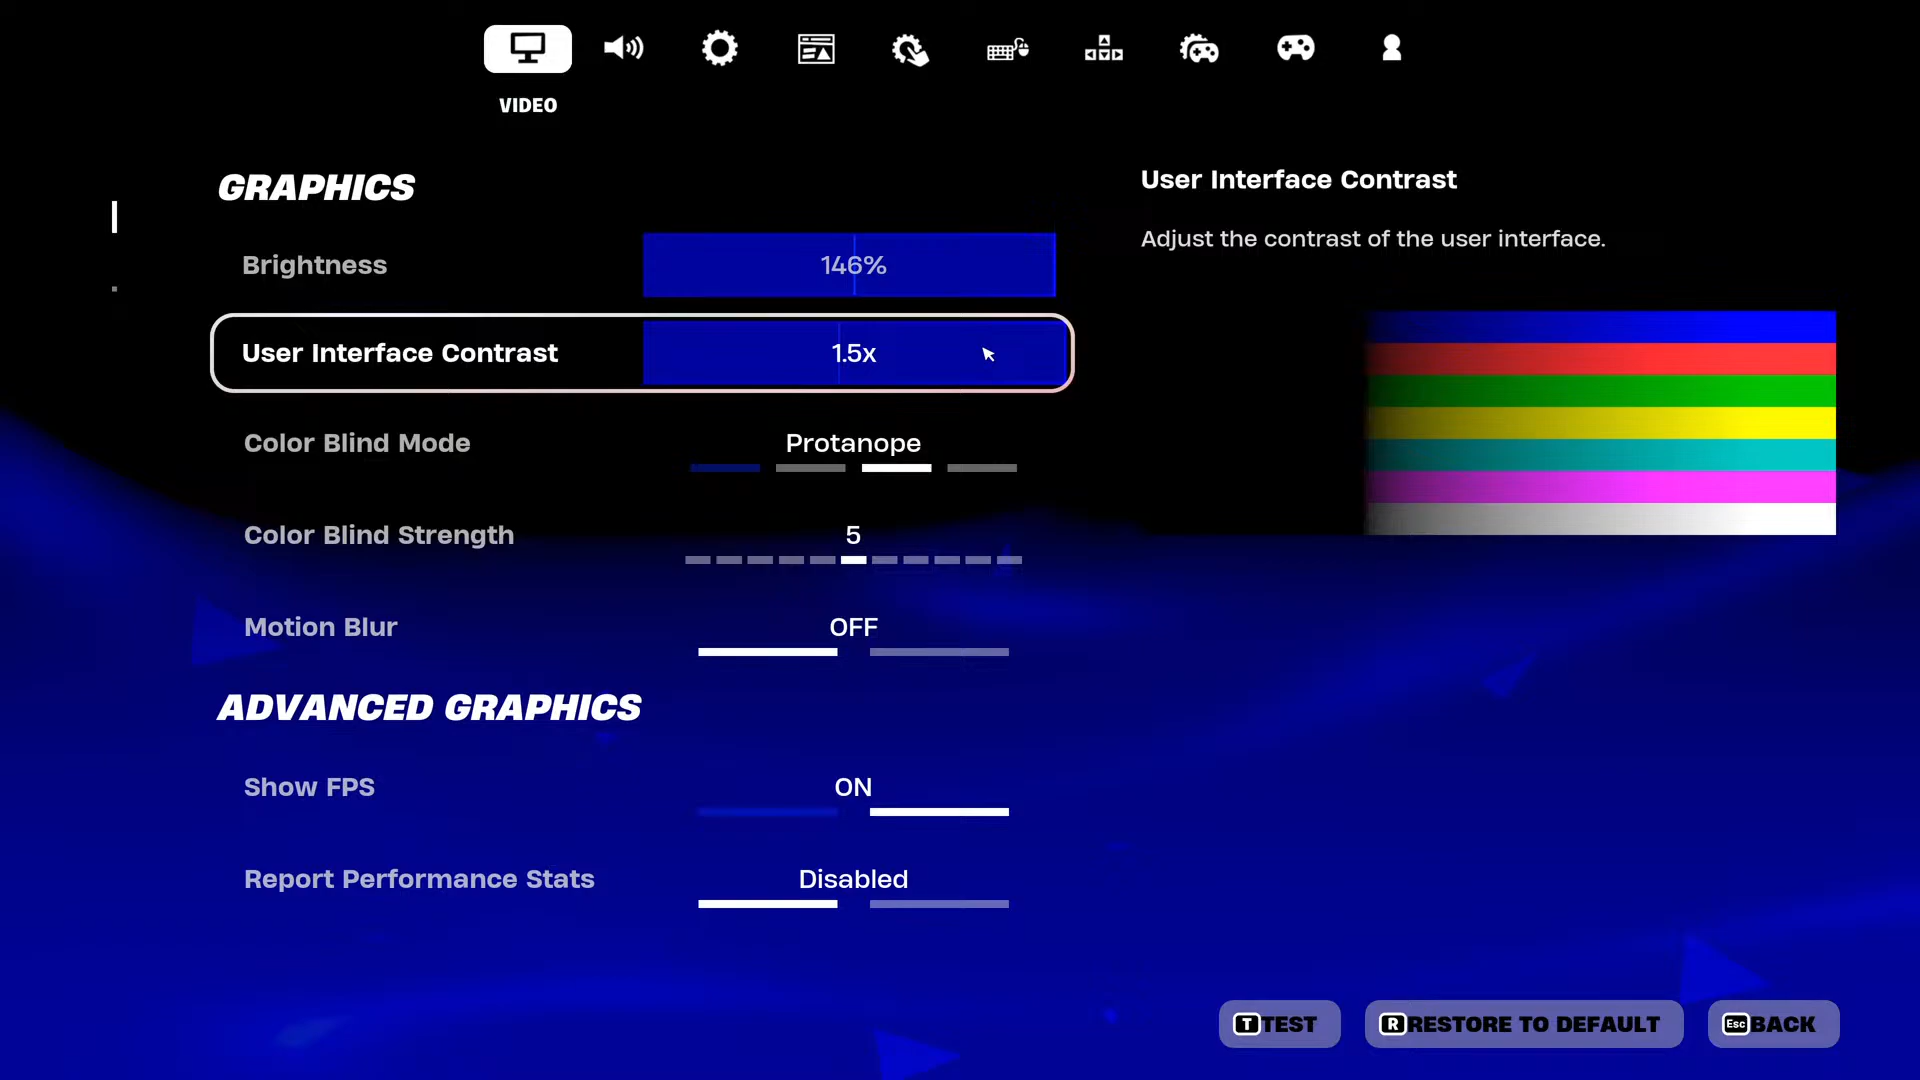 VIDEO
GRAPHICS
Brightness 146%
User Interface Contrast 1.5x
Color Blind Mode Protanope
Color Blind Strength 5
Motion Blur OFF
ADVANCED GRAPHICS
Show FPS ON
Report Performance Stats Disabled
User Interface Contrast
Adjust the contrast of the user interface.
T TEST
R RESTORE TO DEFAULT
Esc BACK